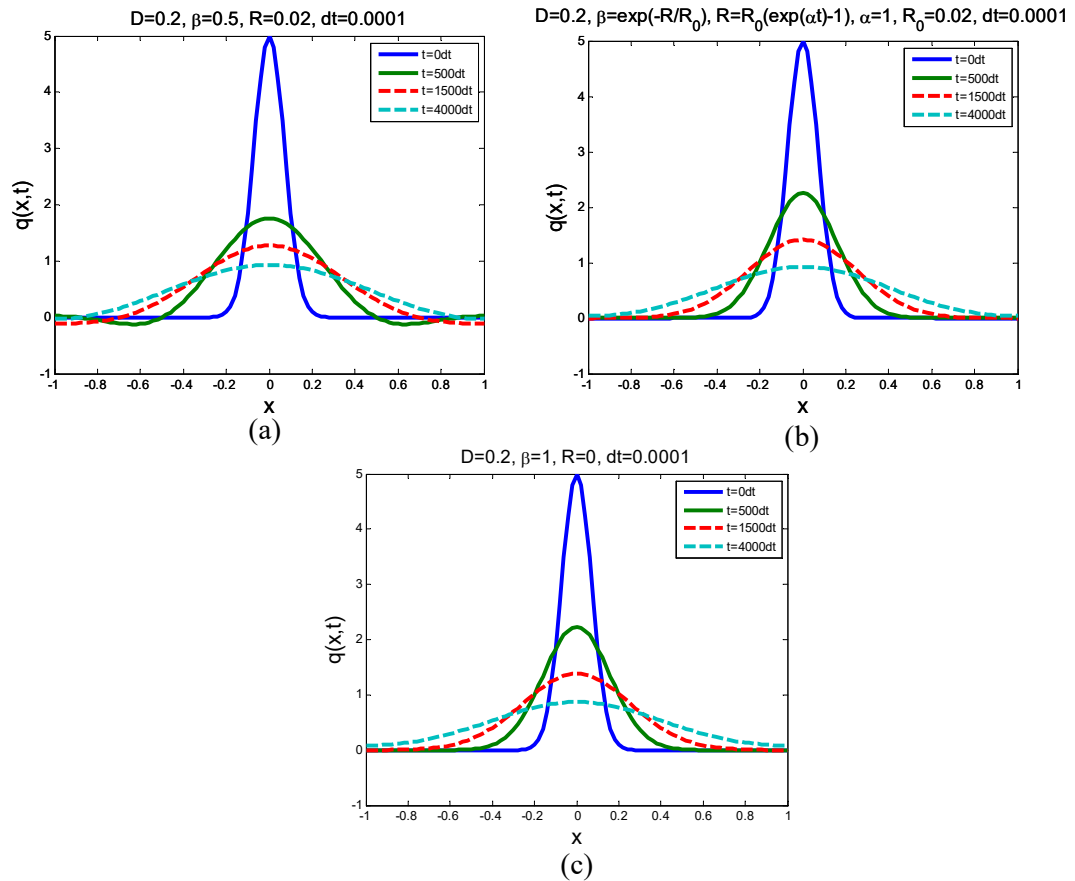 D=0.2, β=0.5, R=0.02, dt=0.0001
5
4
3
2
1
0
-1
-1 -0.8 -0.6 -0.4 -0.2 0 0.2 0.4 0.6 0.8 1
q(x,t)
x
t=0dt
t=500dt
t=1500dt
t=4000dt
(a)
D=0.2, β=exp(-R/R₀), R=R₀(exp(αt)-1), α=1, R₀=0.02, dt=0.0001
5
4
3
2
1
0
-1
-1 -0.8 -0.6 -0.4 -0.2 0 0.2 0.4 0.6 0.8 1
q(x,t)
x
t=0dt
t=500dt
t=1500dt
t=4000dt
(b)
D=0.2, β=1, R=0, dt=0.0001
5
4
3
2
1
0
-1
-1 -0.8 -0.6 -0.4 -0.2 0 0.2 0.4 0.6 0.8 1
q(x,t)
x
t=0dt
t=500dt
t=1500dt
t=4000dt
(c)